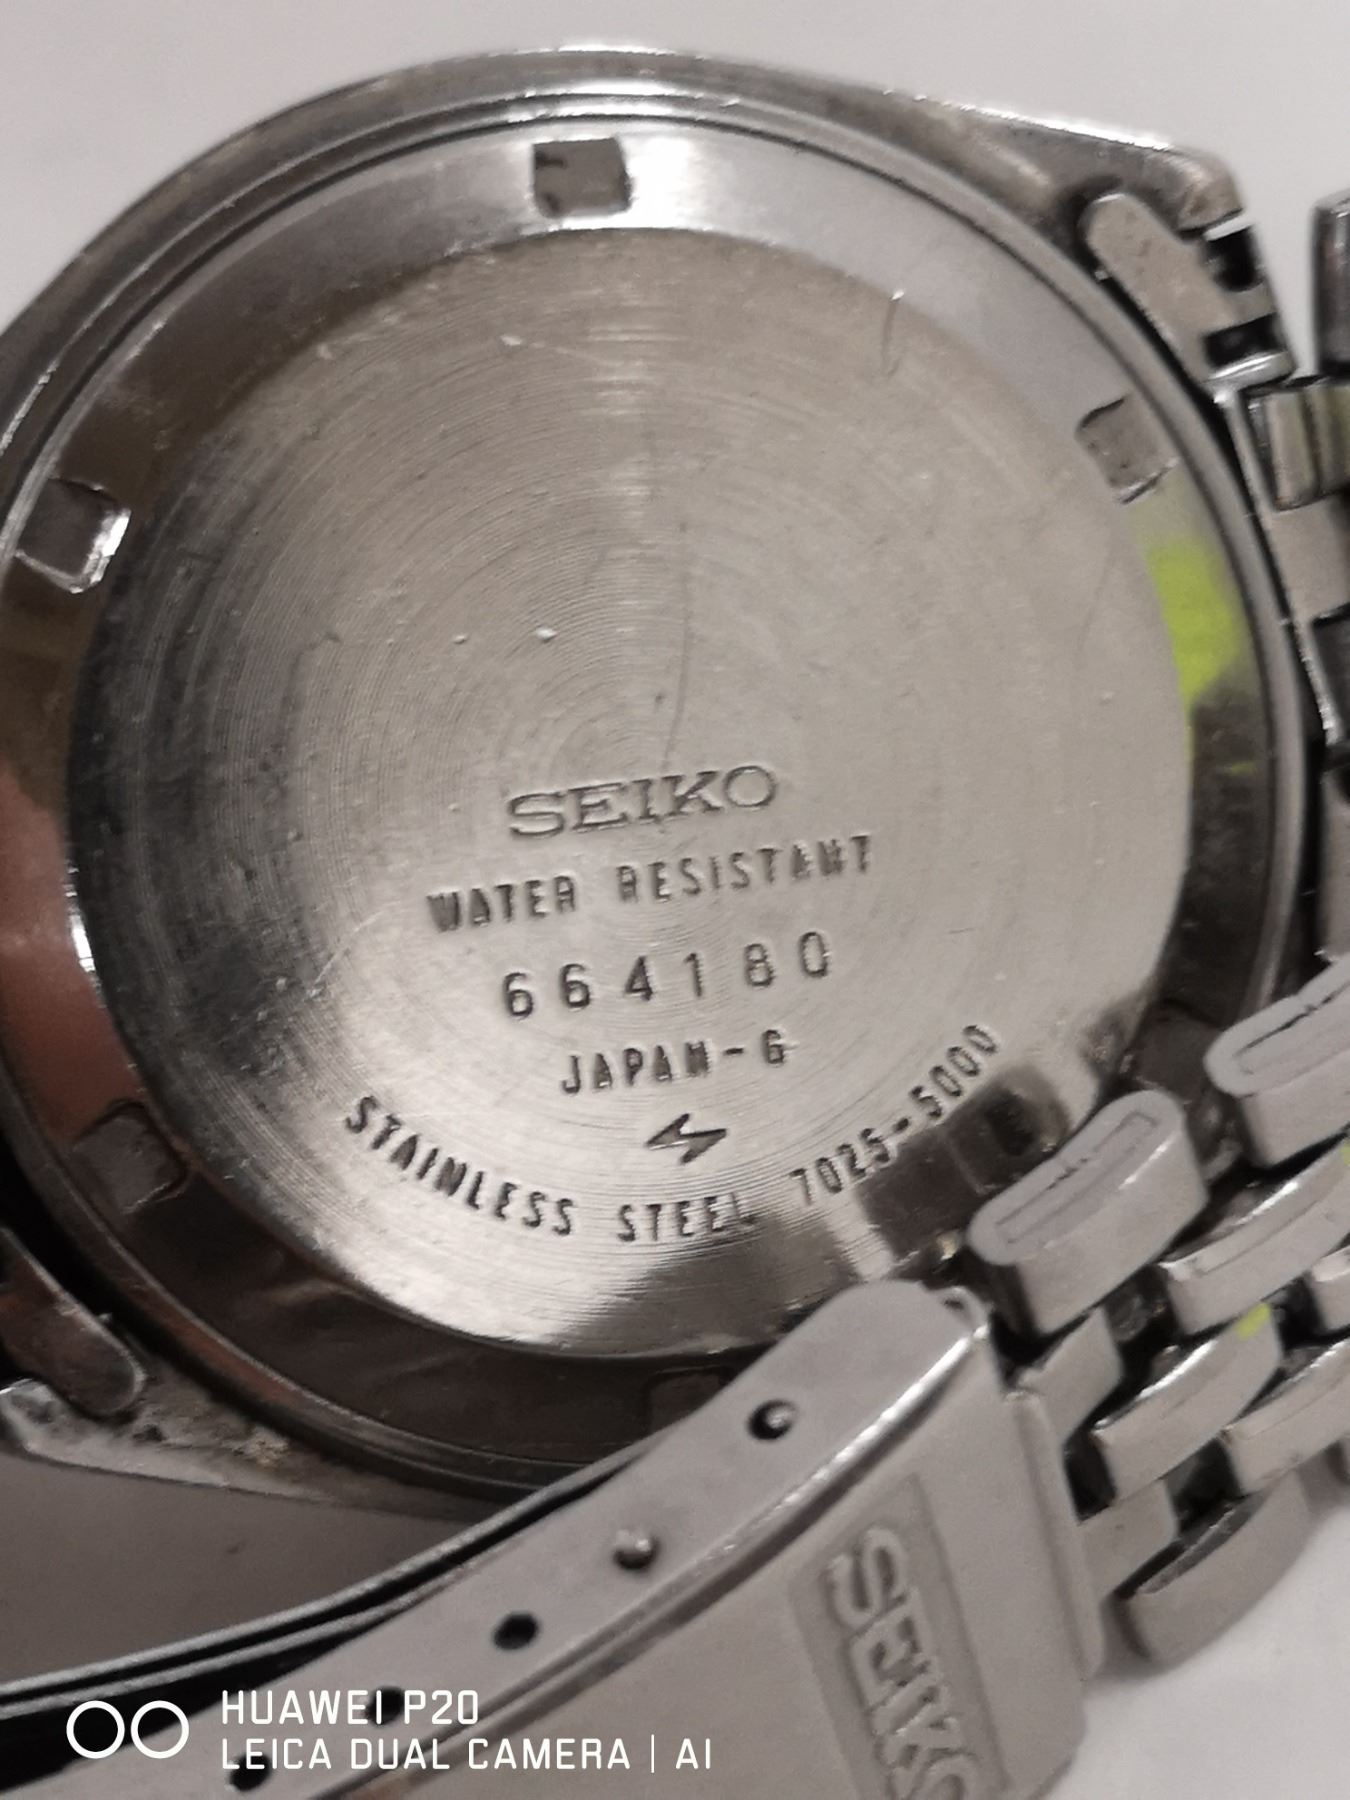 SEIKO
WATER RESISTANT
664180
JAPAN-G
STAINLESS STEEL 7025-5000
SEIKO
HUAWEI P20
LEICA DUAL CAMERA | AI